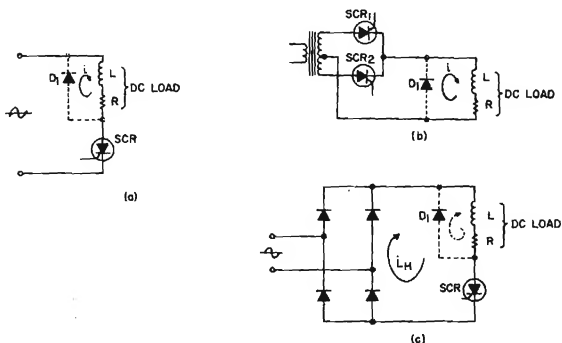 D1
i
L
R
DC LOAD
SCR
(a)
SCR1
SCR2
D1
i
L
R
DC LOAD
(b)
D1
L
R
DC LOAD
iH
SCR
(c)